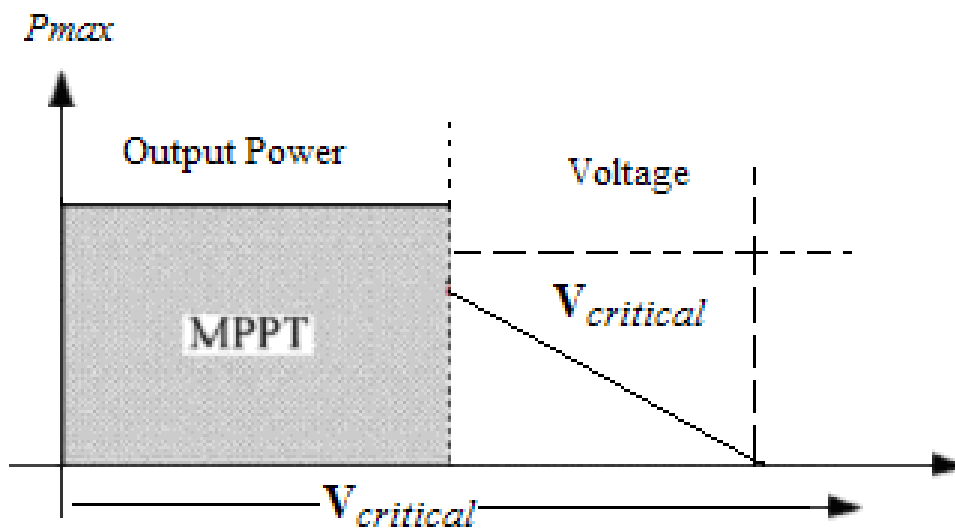 Pmax
Output Power
Voltage
Vcritical
MPPT
Vcritical